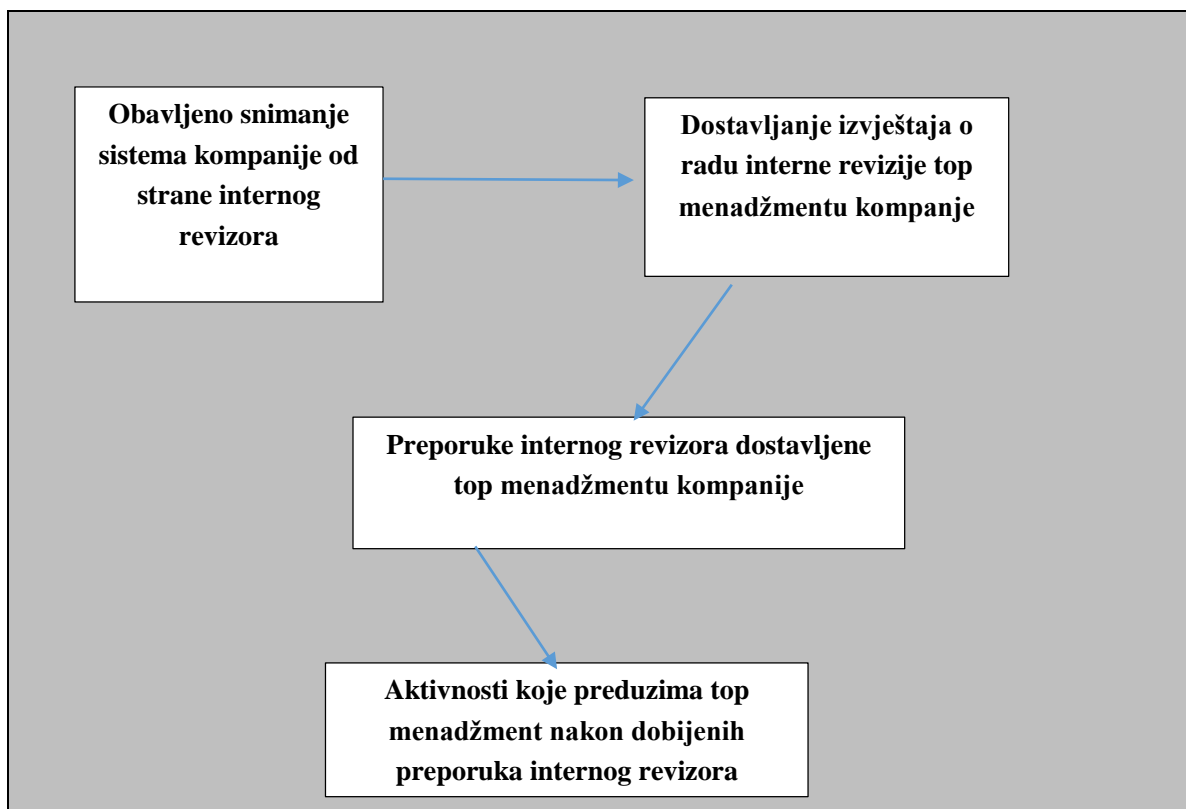 Obavljeno snimanje
sistema kompanije od
strane internog
revizora
Dostavljanje izvještaja o
radu interne revizije top
menadžmentu kompanje
Preporuke internog revizora dostavljene
top menadžmentu kompanije
Aktivnosti koje preduzima top
menadžment nakon dobijenih
preporuka internog revizora